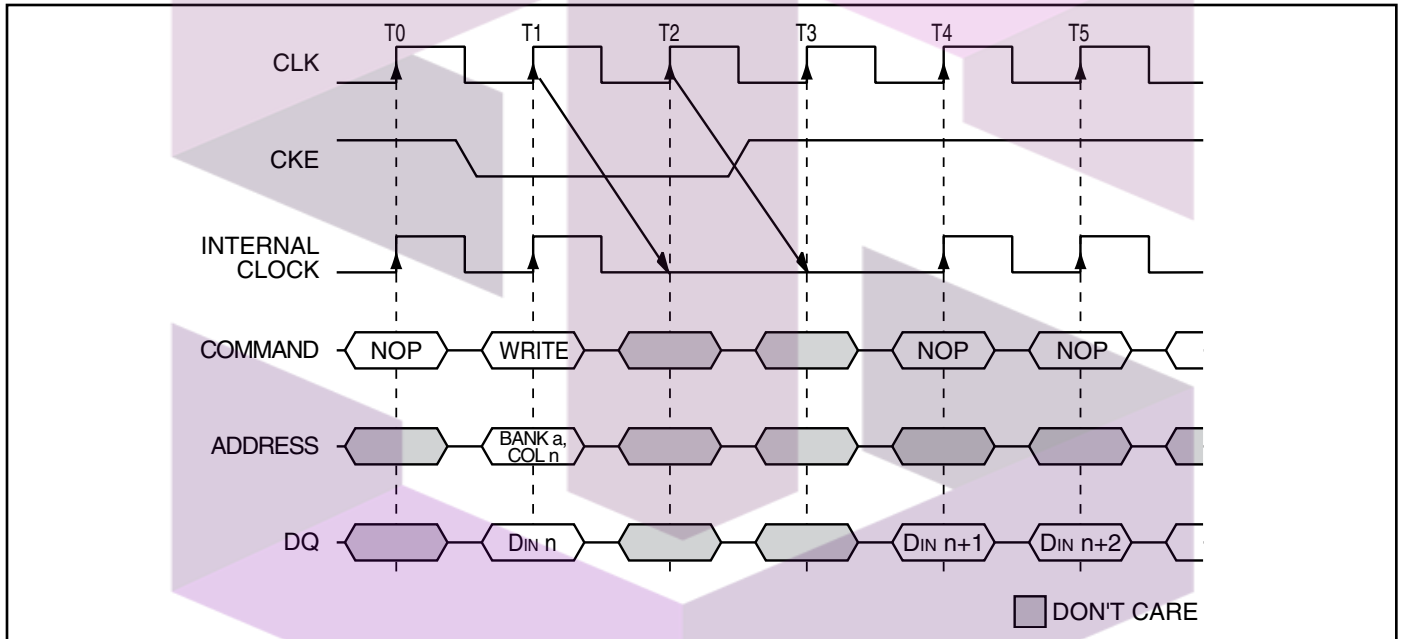 T0 T1 T2 T3 T4 T5
CLK
CKE
INTERNAL
CLOCK
COMMAND NOP WRITE NOP NOP
ADDRESS BANK a,
COL n
DQ DIN n DIN n+1 DIN n+2
DON'T CARE